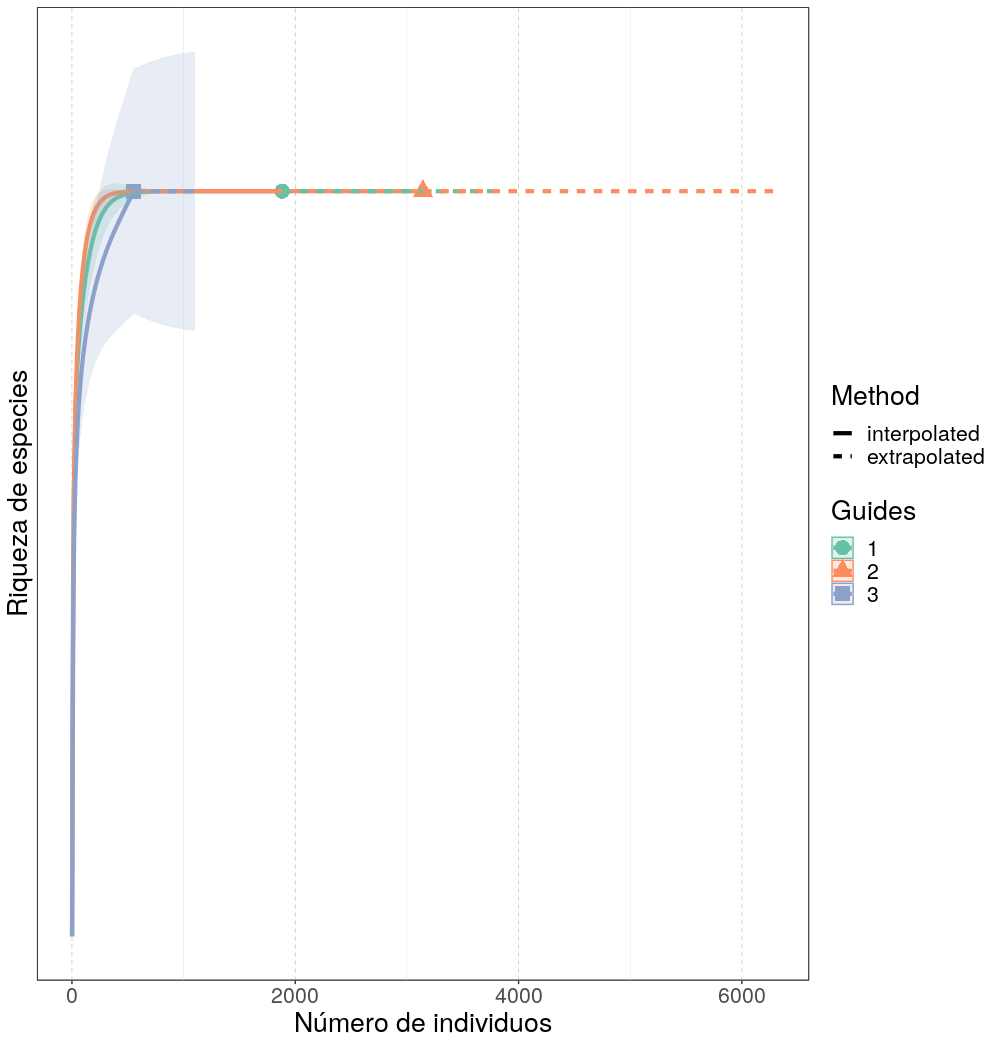 Riqueza de especies
0
2000
4000
6000
Número de individuos
Method
interpolated
extrapolated
Guides
1
2
3